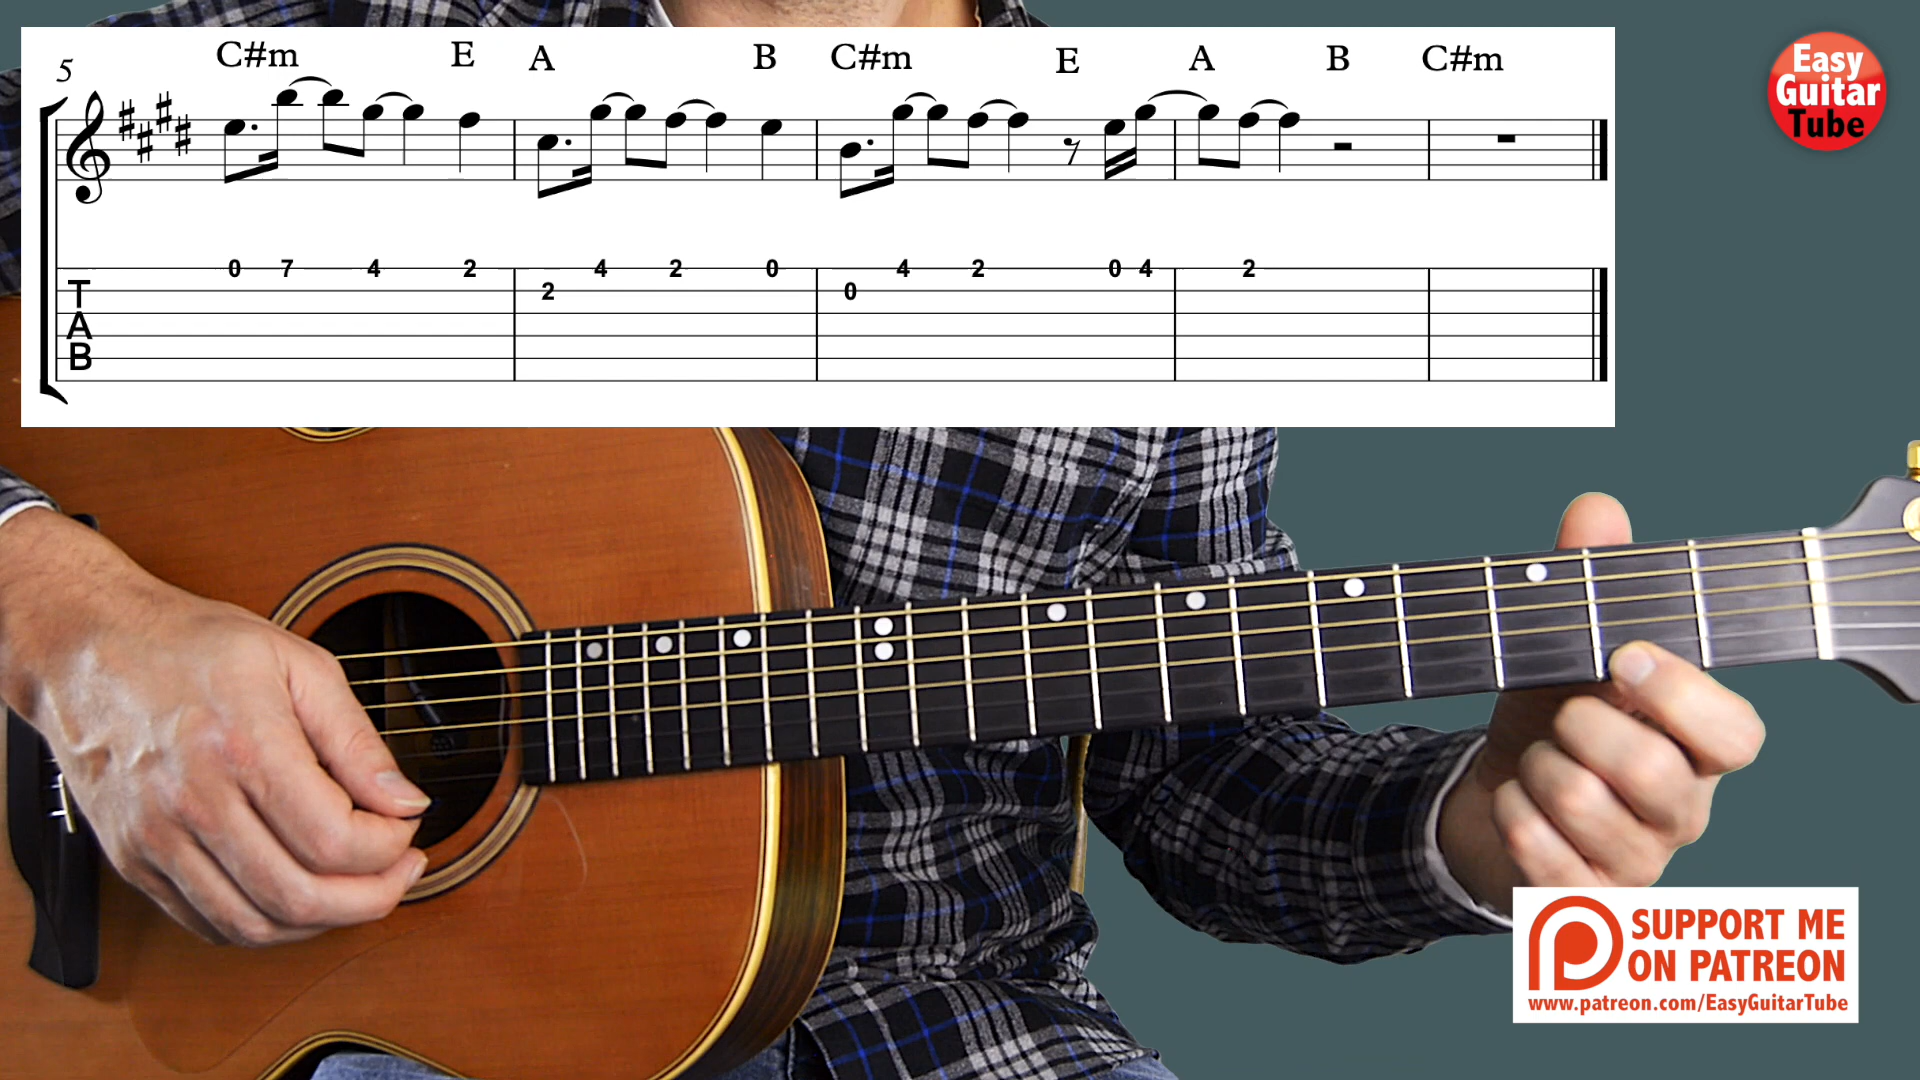 5 C#m E A B C#m E A B C#m
0 7 4 2 4 2 0 4 2 0 4 2
T 2 0
A
B
Easy
Guitar
Tube
SUPPORT ME
ON PATREON
www.patreon.com/EasyGuitarTube